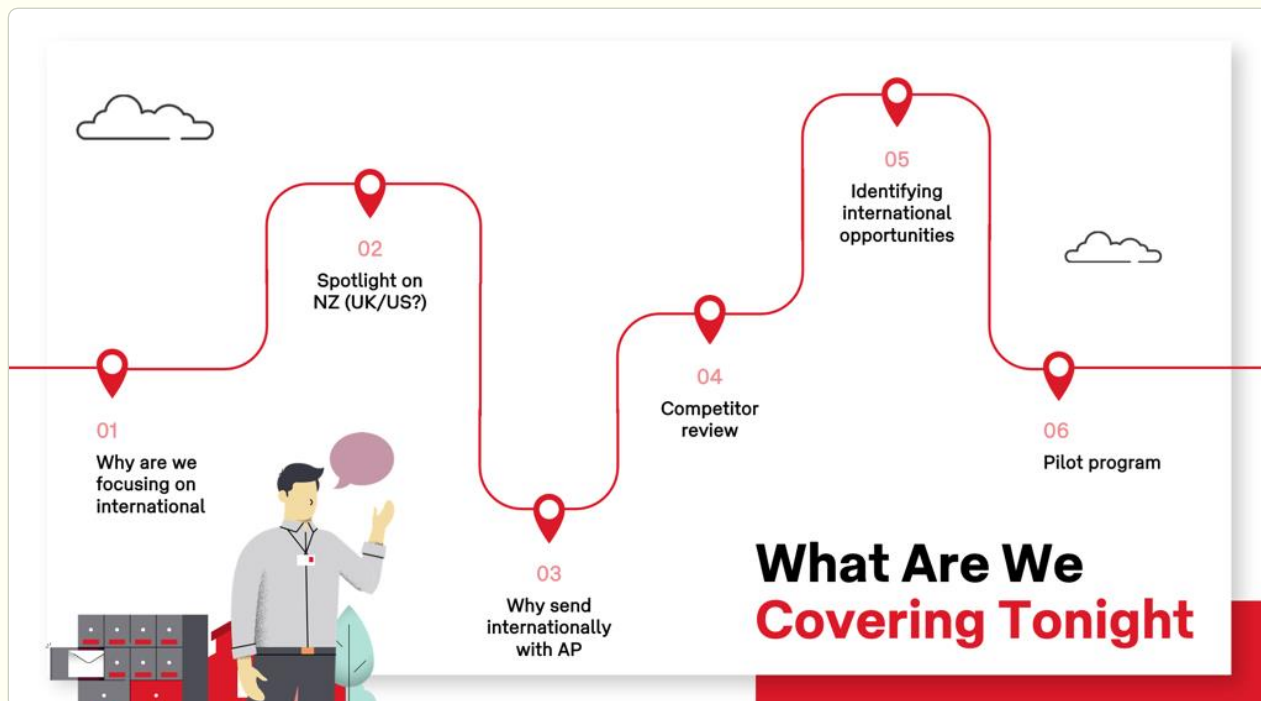 01
Why are we
focusing on
international
02
Spotlight on
NZ (UK/US?)
03
Why send
internationally
with AP
04
Competitor
review
05
Identifying
international
opportunities
06
Pilot program
What Are We
Covering Tonight